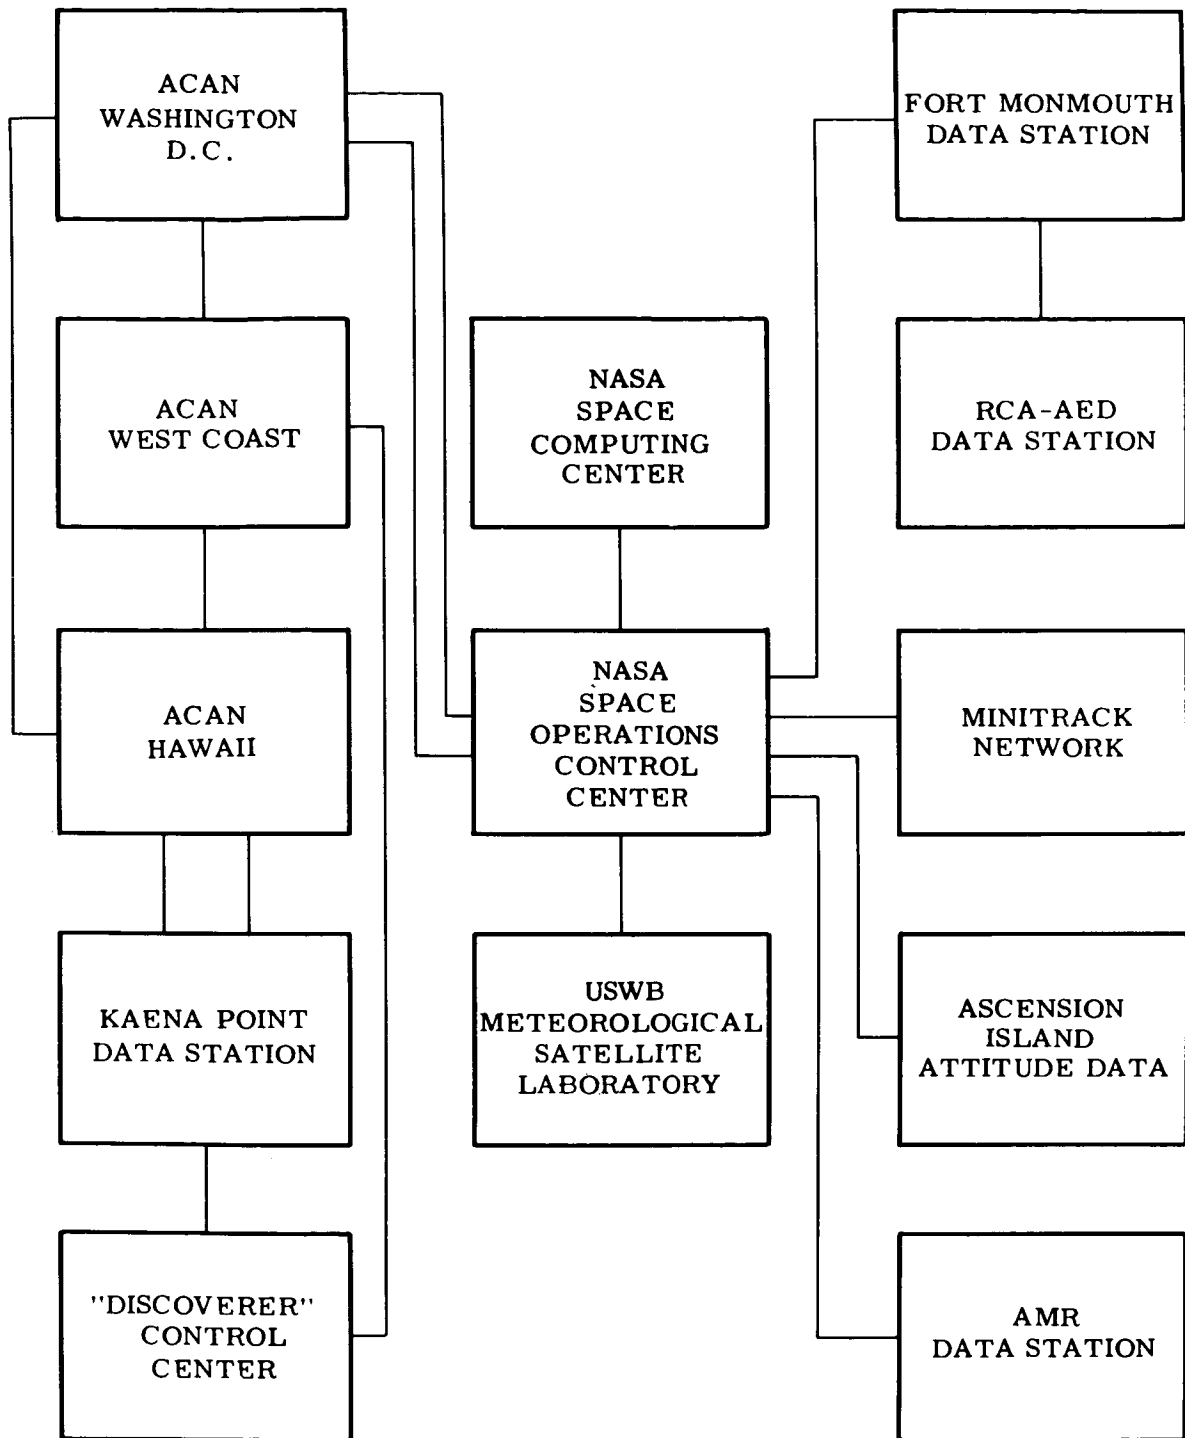 ACAN
WASHINGTON
D.C.
ACAN
WEST COAST
ACAN
HAWAII
KAENA POINT
DATA STATION
"DISCOVERER"
CONTROL
CENTER
NASA
SPACE
COMPUTING
CENTER
NASA
SPACE
OPERATIONS
CONTROL
CENTER
USWB
METEOROLOGICAL
SATELLITE
LABORATORY
FORT MONMOUTH
DATA STATION
RCA-AED
DATA STATION
MINITRACK
NETWORK
ASCENSION
ISLAND
ATTITUDE DATA
AMR
DATA STATION